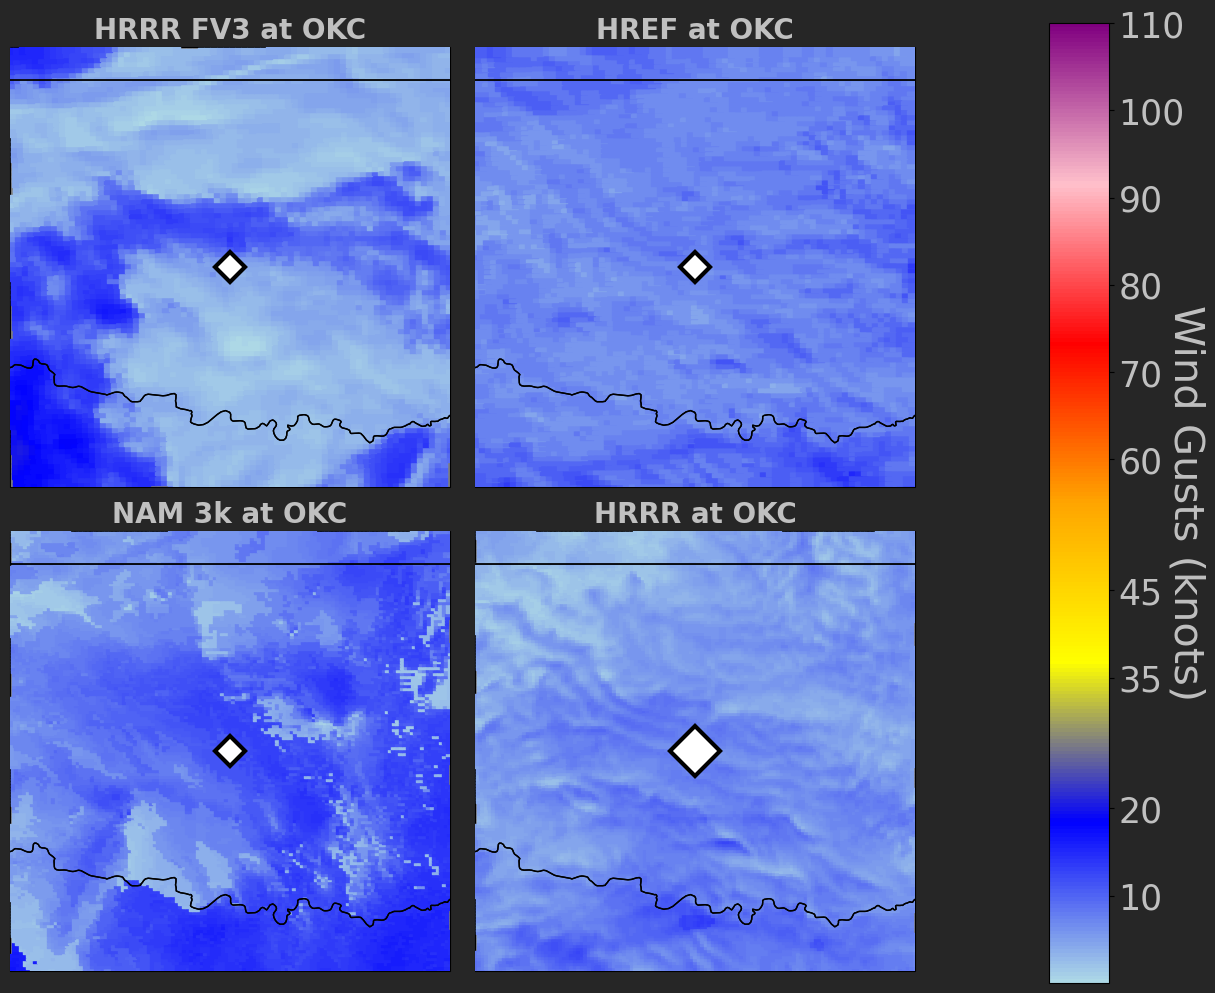 HRRR FV3 at OKC
HREF at OKC
NAM 3k at OKC
HRRR at OKC
110
100
90
80
70
60
45
35
20
10
Wind Gusts (knots)